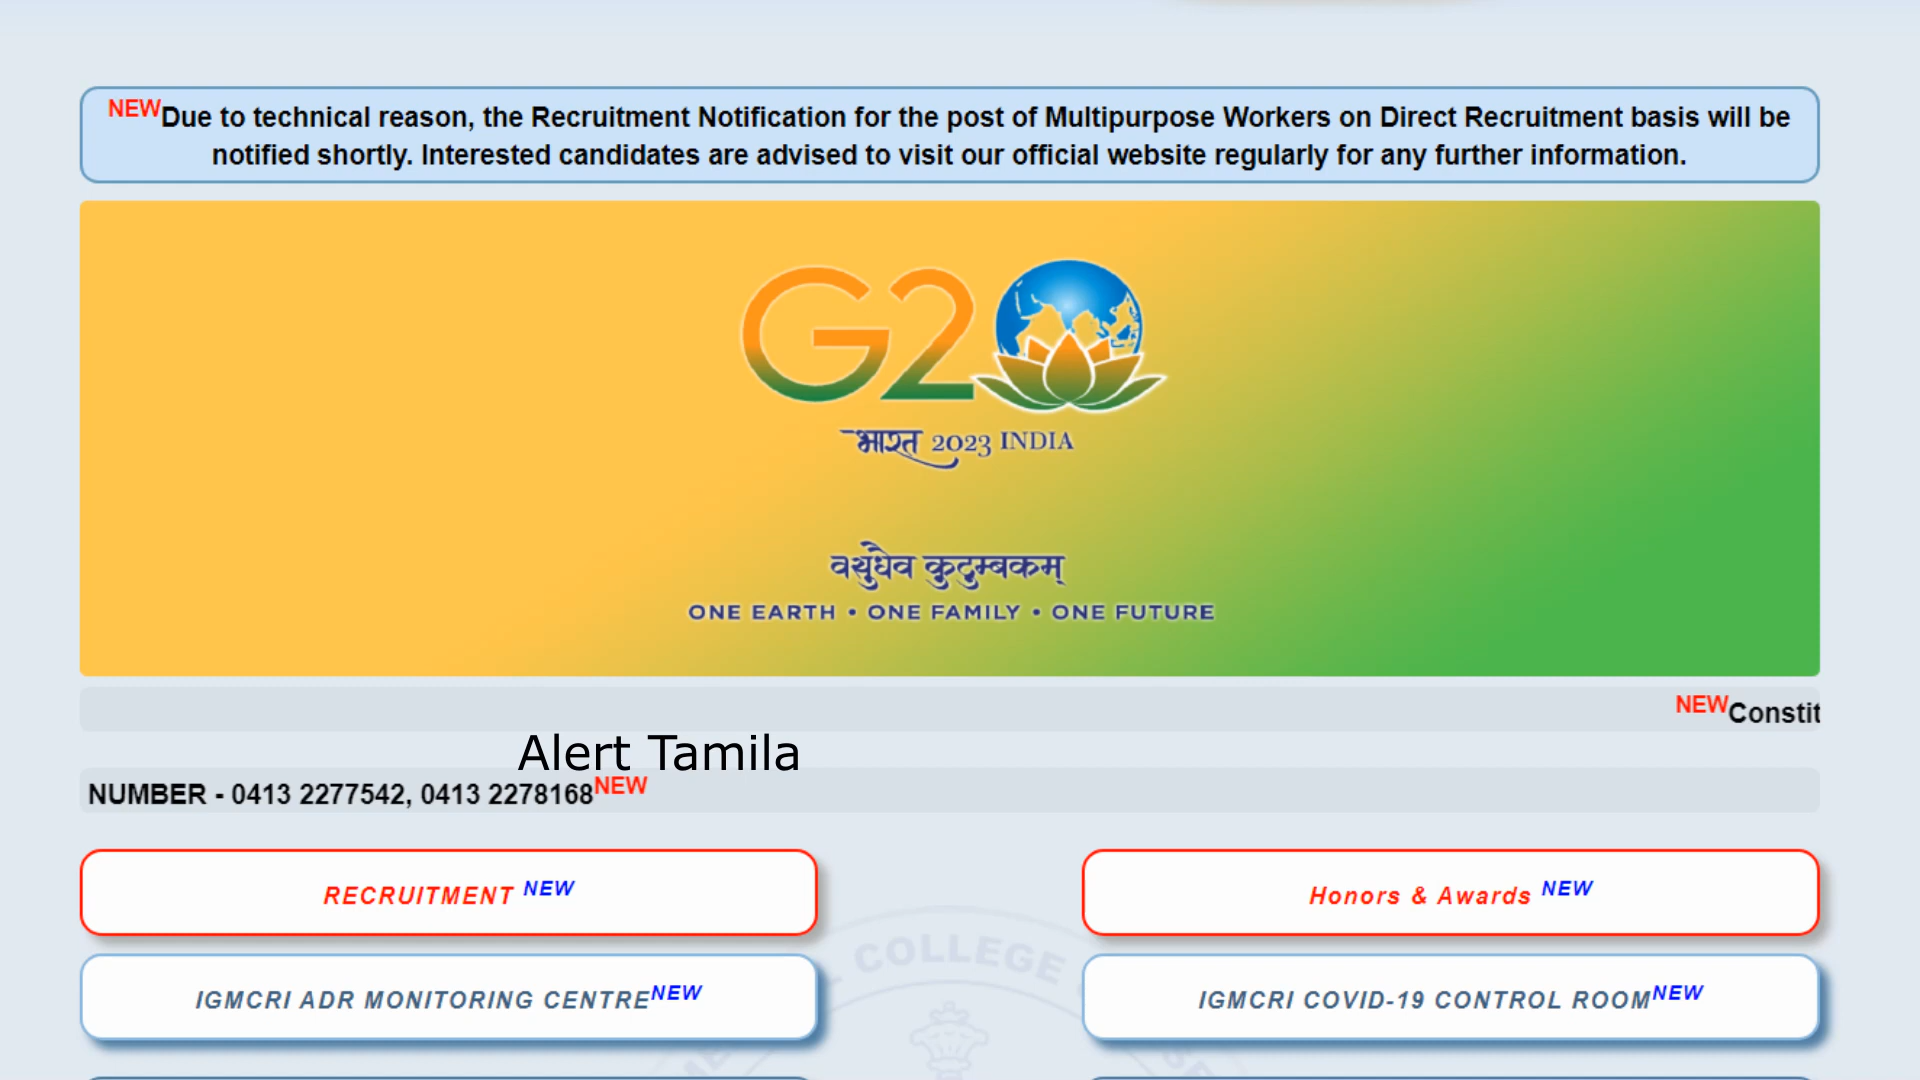 NEWDue to technical reason, the Recruitment Notification for the post of Multipurpose Workers on Direct Recruitment basis will be
notified shortly. Interested candidates are advised to visit our official website regularly for any further information.
G20
भारत 2023 INDIA
वसुधैव कुटुम्बकम्
ONE EARTH • ONE FAMILY • ONE FUTURE
NEWConstit
Alert Tamila
NUMBER - 0413 2277542, 0413 2278168NEW
RECRUITMENT NEW
Honors & Awards NEW
COLLEGE
IGMCRI ADR MONITORING CENTRENEW
IGMCRI COVID-19 CONTROL ROOMNEW